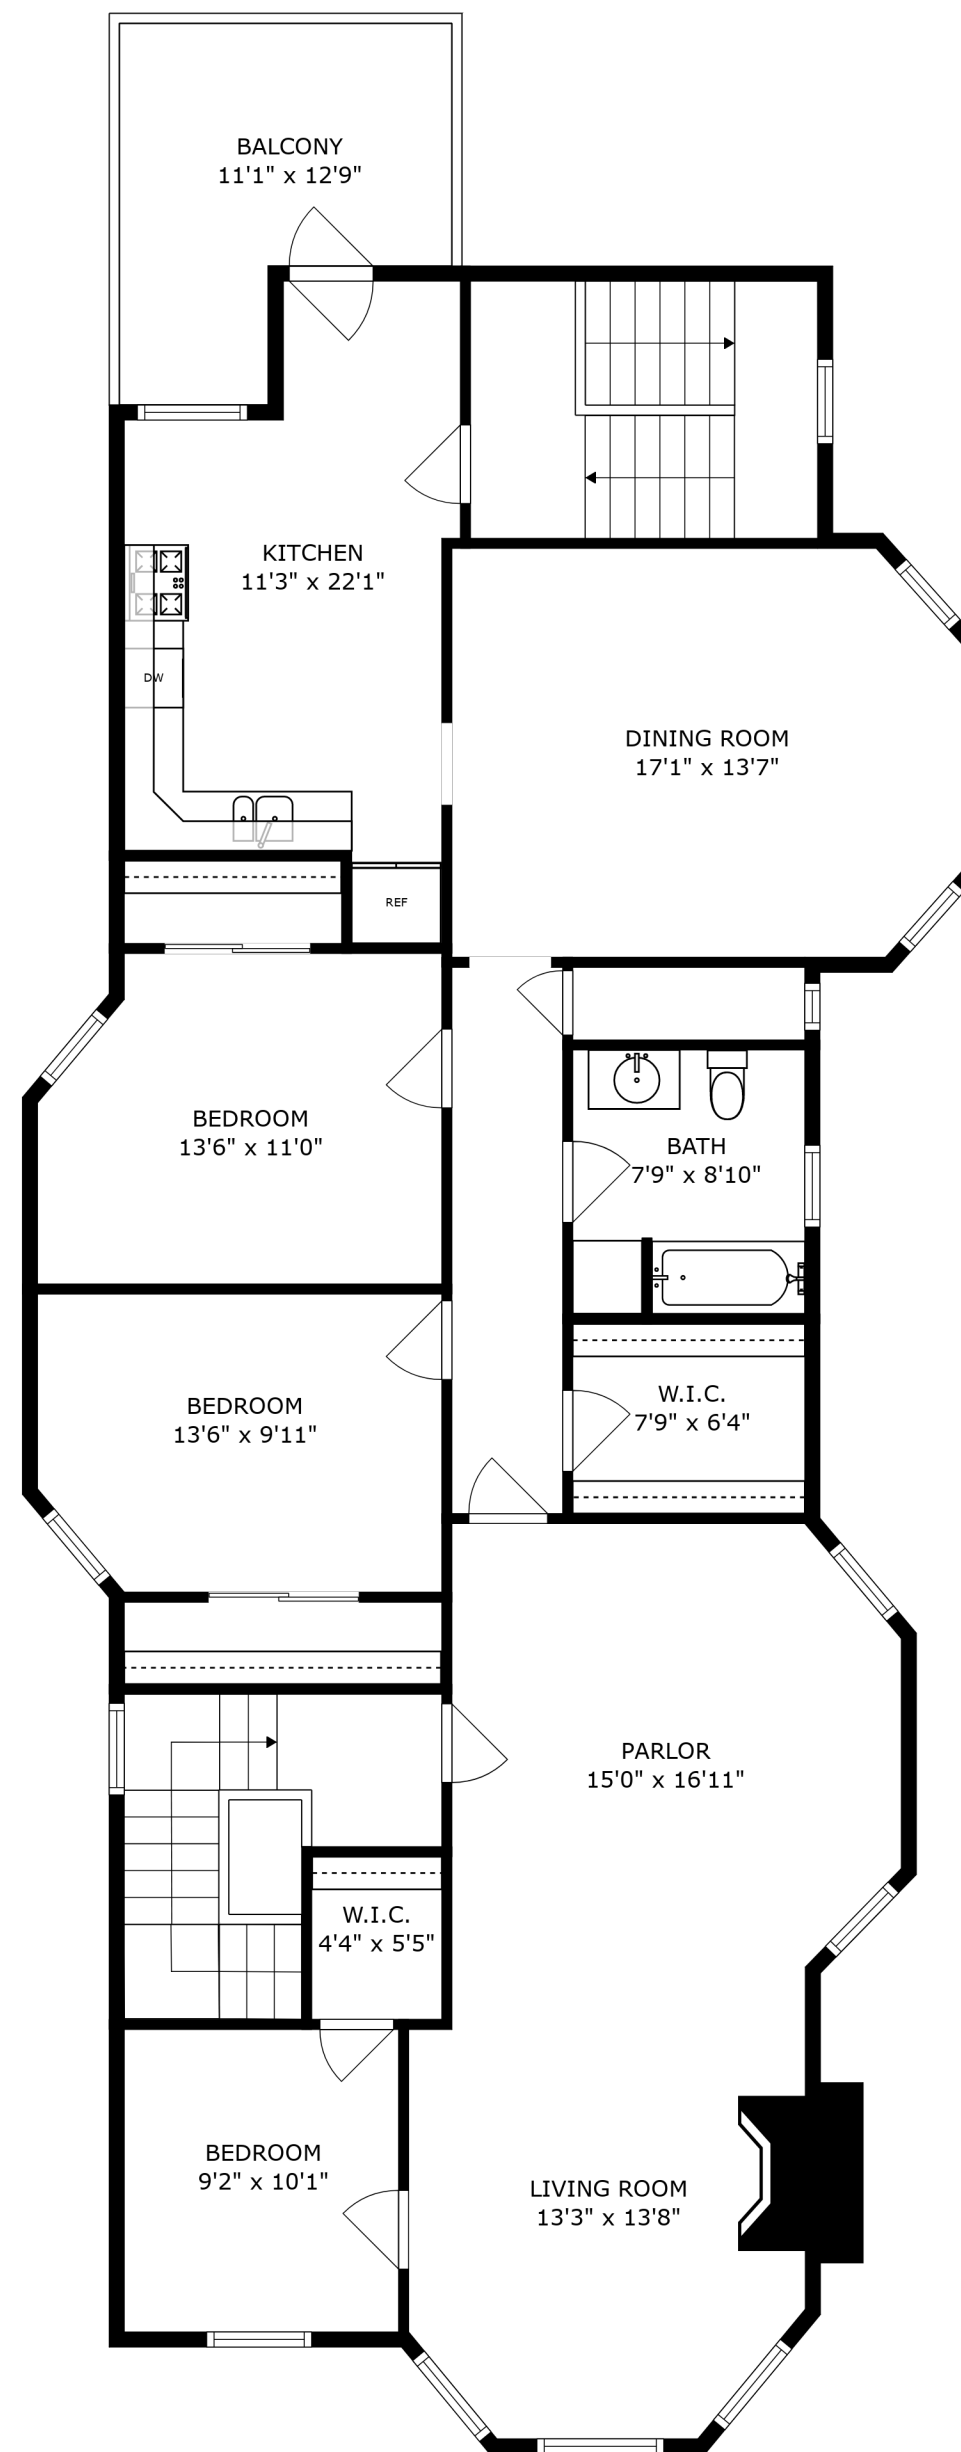 BALCONY
11'1" x 12'9"
KITCHEN
11'3" x 22'1"
DW
DINING ROOM
17'1" x 13'7"
REF
BEDROOM
13'6" x 11'0"
BATH
7'9" x 8'10"
BEDROOM
13'6" x 9'11"
W.I.C.
7'9" x 6'4"
PARLOR
15'0" x 16'11"
W.I.C.
4'4" x 5'5"
BEDROOM
9'2" x 10'1"
LIVING ROOM
13'3" x 13'8"